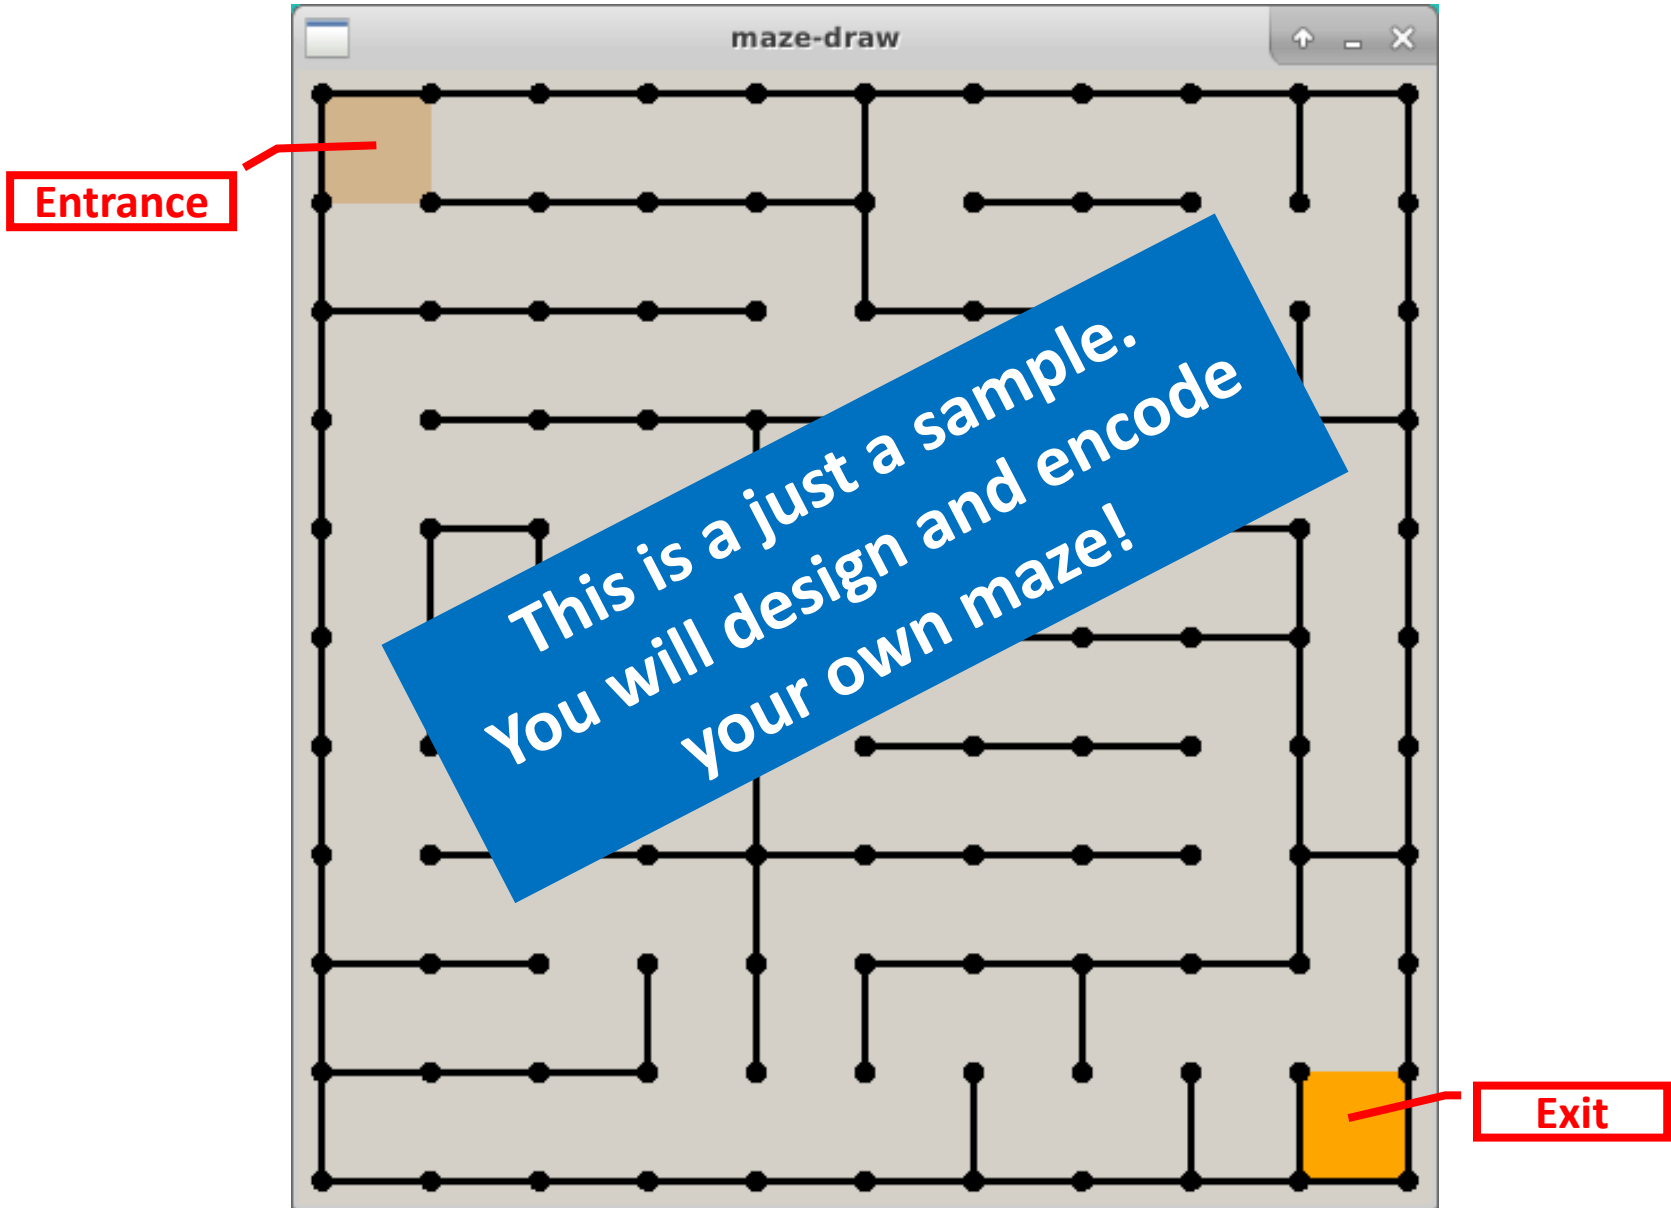 maze-draw
Entrance
This is a just a sample.
You will design and encode
your own maze!
Exit